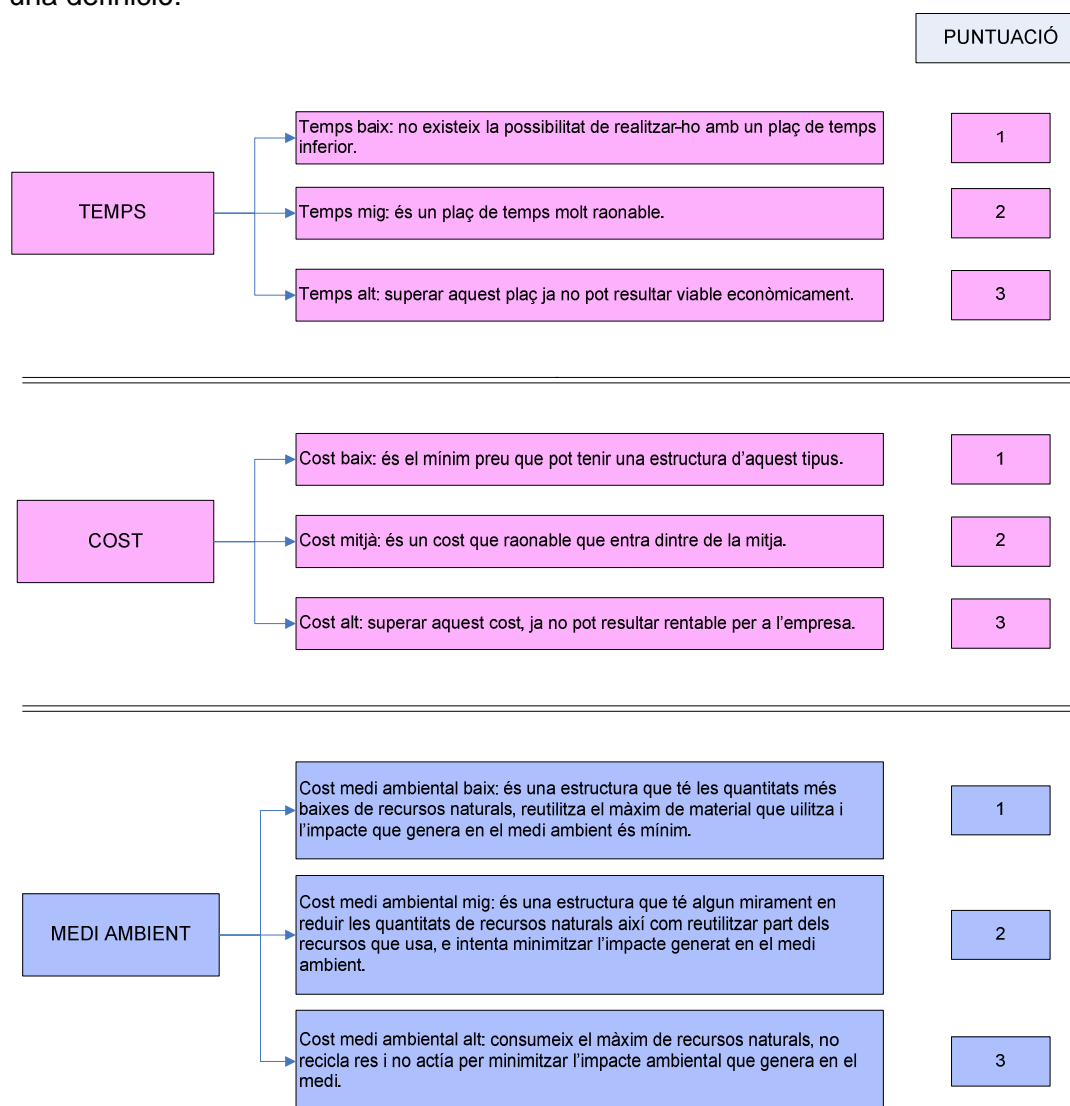 una definició.
PUNTUACIÓ
Temps baix: no existeix la possibilitat de realitzar-ho amb un plaç de temps
inferior.
1
TEMPS
Temps mig: és un plaç de temps molt raonable.
2
Temps alt: superar aquest plaç ja no pot resultar viable econòmicament.
3
Cost baix: és el mínim preu que pot tenir una estructura d'aquest tipus.
1
COST
Cost mitjà: és un cost que raonable que entra dintre de la mitja.
2
Cost alt: superar aquest cost, ja no pot resultar rentable per a l'empresa.
3
Cost medi ambiental baix: és una estructura que té les quantitats més
baixes de recursos naturals, reutilitza el màxim de material que uilitza i
l'impacte que genera en el medi ambient és mínim.
1
MEDI AMBIENT
Cost medi ambiental mig: és una estructura que té algun mirament en
reduir les quantitats de recursos naturals així com reutilitzar part dels
recursos que usa, e intenta minimitzar l'impacte generat en el medi
ambient.
2
Cost medi ambiental alt: consumeix el màxim de recursos naturals, no
recicla res i no actía per minimitzar l'impacte ambiental que genera en el
medi.
3